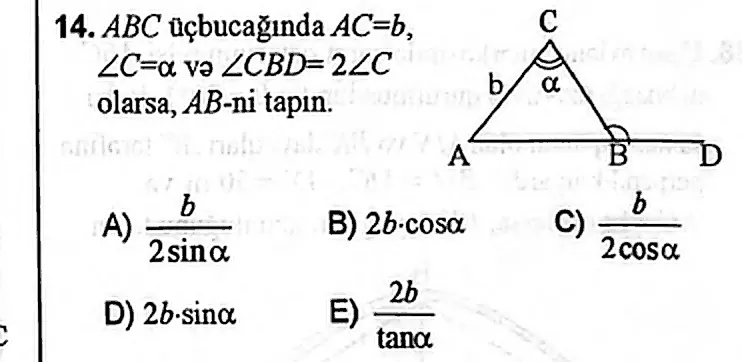 14. ABC üçbucağında AC=b,
∠C=α və ∠CBD=2∠C
olarsa, AB-ni tapın.
C
b
α
A
B
D
A) b/2sinα
B) 2b·cosα
C) b/2cosα
D) 2b·sinα
E) 2b/tanα